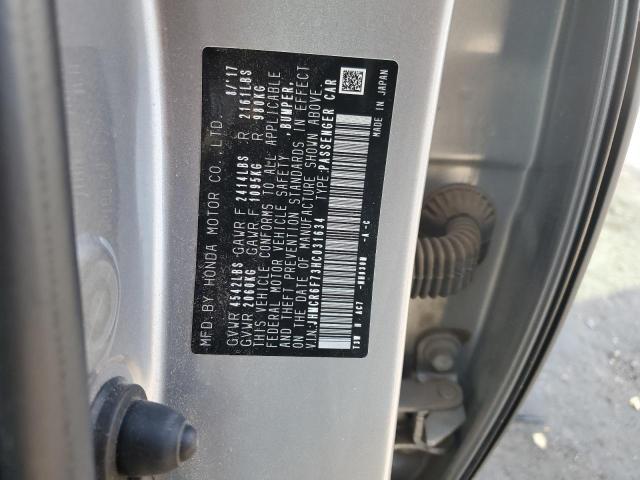 MFD BY HONDA MOTOR CO., LTD. 8/'17
GVWR 4542LBS GAWR F 2414LBS R 2161LBS
GVWR 2060KG GAWR F 1095KG R 980KG
THIS VEHICLE CONFORMS TO ALL APPLICABLE
FEDERAL MOTOR VEHICLE SAFETY, BUMPER,
AND THEFT PREVENTION STANDARDS IN EFFECT
ON THE DATE OF MANUFACTURE SHOWN ABOVE.
V.I.N.:JHMCR6F73HC031634 TYPE:PASSENGER CAR
MADE IN JAPAN
T3W N AC7 -A-C